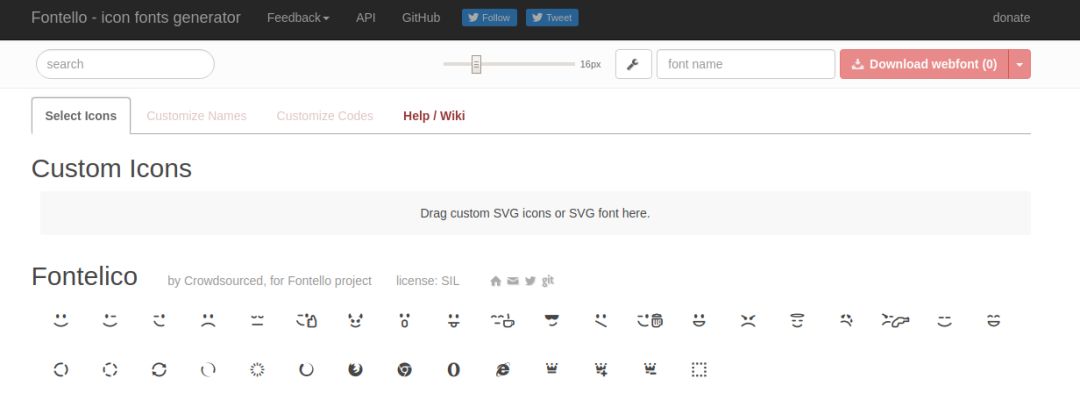 Fontello - icon fonts generator Feedback API GitHub Follow Tweet donate
search 16px font name Download webfont (0)
Select Icons Customize Names Customize Codes Help / Wiki
Custom Icons
Drag custom SVG icons or SVG font here.
Fontelico by Crowdsourced, for Fontello project license: SIL git